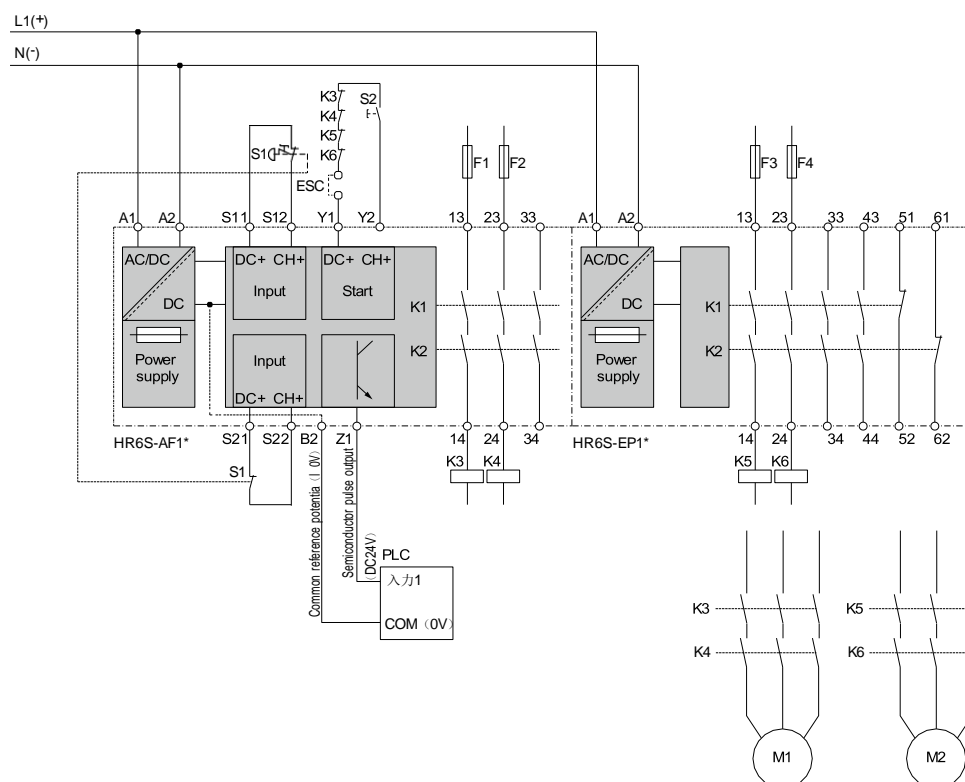 L1(+)
N(-)
K3
S2
K4
K5
S1
K6
F1
F2
F3
F4
ESC
A1
A2
S11
S12
Y1
Y2
13
23
33
A1
A2
13
23
33
43
51
61
AC/DC
DC+ CH+
DC+ CH+
AC/DC
Input
Start
DC
K1
DC
K1
K2
K2
Power
supply
Input
Power
supply
DC+ CH+
HR6S-AF1*
S21
S22
B2
Z1
14
24
34
HR6S-EP1*
14
24
34
44
52
62
S1
K3
K4
K5
K6
Common reference potentia (I 0V)
Semiconductor pulse output
(DC24V)
PLC
入力1
COM (0V)
K3
K5
K4
K6
M1
M2